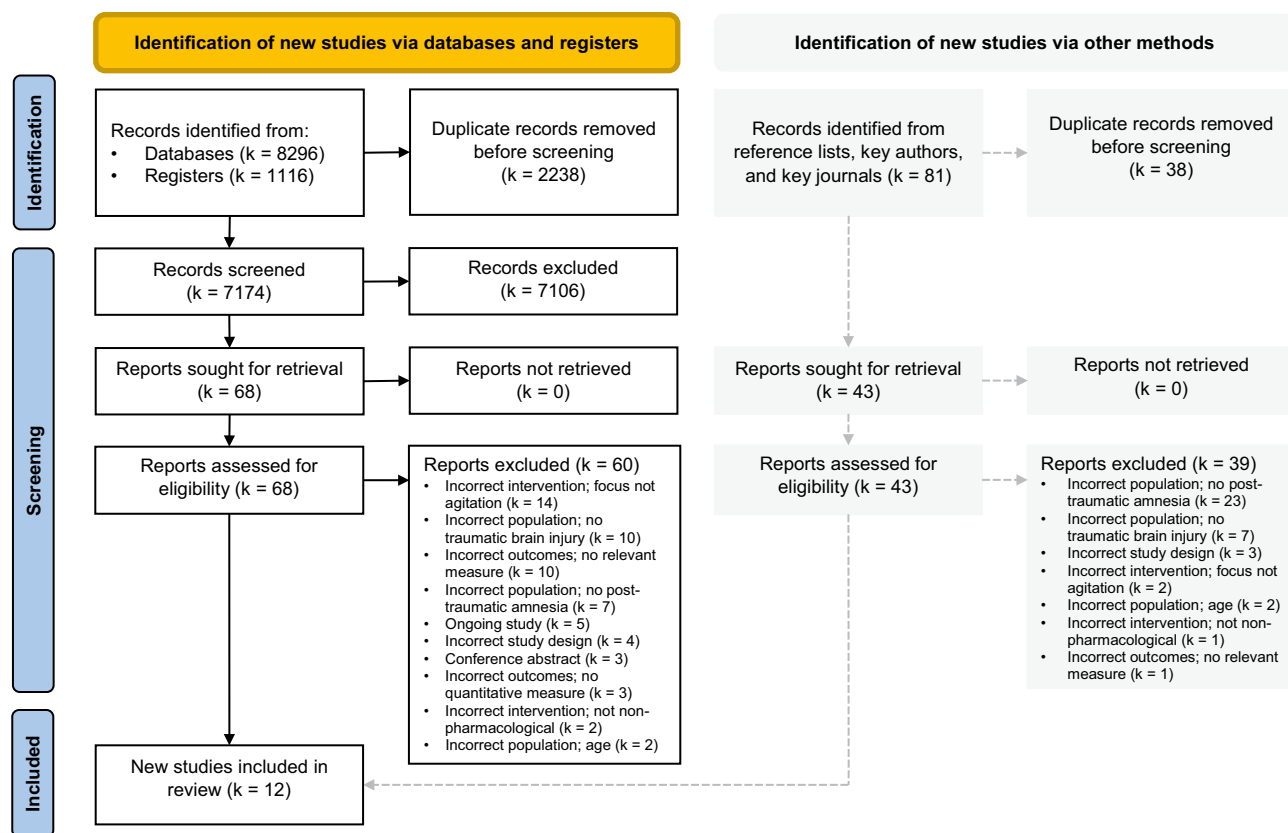 Identification of new studies via databases and registers
Identification of new studies via other methods
Identification
Records identified from:
• Databases (k = 8296)
• Registers (k = 1116)
Duplicate records removed
before screening
(k = 2238)
Records identified from
reference lists, key authors,
and key journals (k = 81)
Duplicate records removed
before screening
(k = 38)
Screening
Records screened
(k = 7174)
Records excluded
(k = 7106)
Reports sought for retrieval
(k = 68)
Reports not retrieved
(k = 0)
Reports sought for retrieval
(k = 43)
Reports not retrieved
(k = 0)
Reports assessed for
eligibility (k = 68)
Reports excluded (k = 60)
• Incorrect intervention; focus not
agitation (k = 14)
• Incorrect population; no
traumatic brain injury (k = 10)
• Incorrect outcomes; no relevant
measure (k = 10)
• Incorrect population; no post-
traumatic amnesia (k = 7)
• Ongoing study (k = 5)
• Incorrect study design (k = 4)
• Conference abstract (k = 3)
• Incorrect outcomes; no
quantitative measure (k = 3)
• Incorrect intervention; not non-
pharmacological (k = 2)
• Incorrect population; age (k = 2)
Reports assessed for
eligibility (k = 43)
Reports excluded (k = 39)
• Incorrect population; no post-
traumatic amnesia (k = 23)
• Incorrect population; no
traumatic brain injury (k = 7)
• Incorrect study design (k = 3)
• Incorrect intervention; focus not
agitation (k = 2)
• Incorrect population; age (k = 2)
• Incorrect intervention; not non-
pharmacological (k = 1)
• Incorrect outcomes; no relevant
measure (k = 1)
Included
New studies included in
review (k = 12)